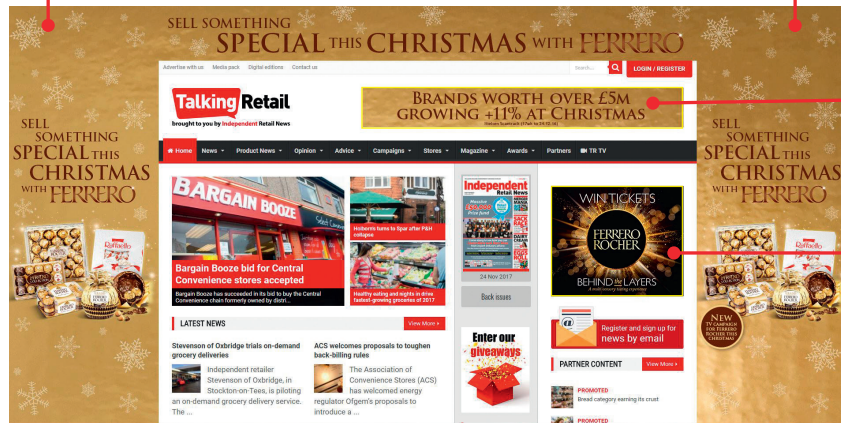 SELL SOMETHING
SPECIAL THIS CHRISTMAS WITH FERRERO
Advertise with us Media pack Digital editions Contact us
Search...
LOGIN / REGISTER
Talking Retail
brought to you by Independent Retail News
BRANDS WORTH OVER £5M
GROWING +11% AT CHRISTMAS
Home News Product News Opinion Advice Campaigns Stores Magazine Awards Partners TR TV
SELL
SOMETHING
SPECIAL THIS
CHRISTMAS
WITH FERRERO
Raffaello
BARGAIN BOOZE
Select Convenience
Bargain Booze bid for Central
Convenience stores accepted
Bargain Booze has succeeded in its bid to buy the Central
Convenience chain formerly owned by distri...
Holborns turns to Spar after P&H
collapse
Healthy eating and nights in drive
fastest-growing groceries of 2017
Independent
Retail News
24 Nov 2017
Back issues
WIN TICKETS
FERRERO
ROCHER
BEHIND THE LAYERS
A multi-sensory tasting experience
SELL
SOMETHING
SPECIAL THIS
CHRISTMAS
WITH FERRERO
Raffaello
NEW
TV CAMPAIGN
FOR FERRERO
ROCHER THIS
CHRISTMAS
LATEST NEWS
View More
Stevenson of Oxbridge trials on-demand
grocery deliveries
Independent retailer
Stevenson of Oxbridge, in
Stockton-on-Tees, is piloting
an on-demand grocery delivery service.
The ...
ACS welcomes proposals to toughen
back-billing rules
The Association of
Convenience Stores (ACS)
has welcomed energy
regulator Ofgem's proposals to
introduce a ...
Enter our
giveaways
@
Register and sign up for
news by email
PARTNER CONTENT
View More
PROMOTED
Bread category earning its crust
PROMOTED